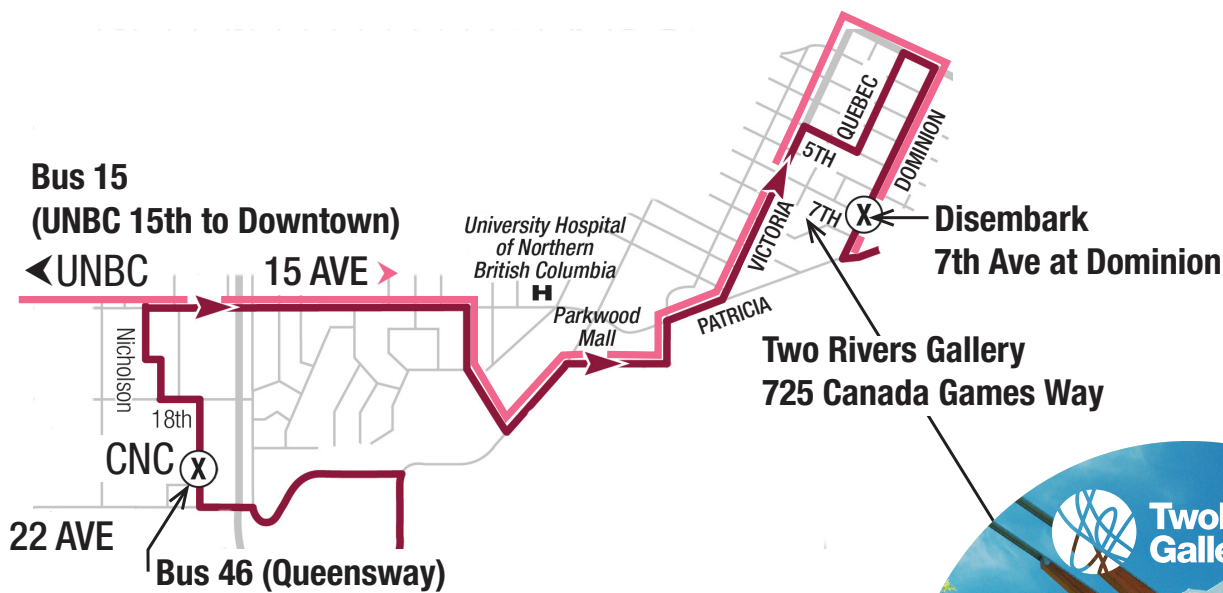 Bus 15
(UNBC 15th to Downtown)
UNBC
15 AVE
University Hospital
of Northern
British Columbia
H
Parkwood
Mall
Nicholson
18th
CNC
X
22 AVE
Bus 46 (Queensway)
PATRICIA
VICTORIA
5TH
QUEBEC
DOMINION
7TH
X
Disembark
7th Ave at Dominion
Two Rivers Gallery
725 Canada Games Way